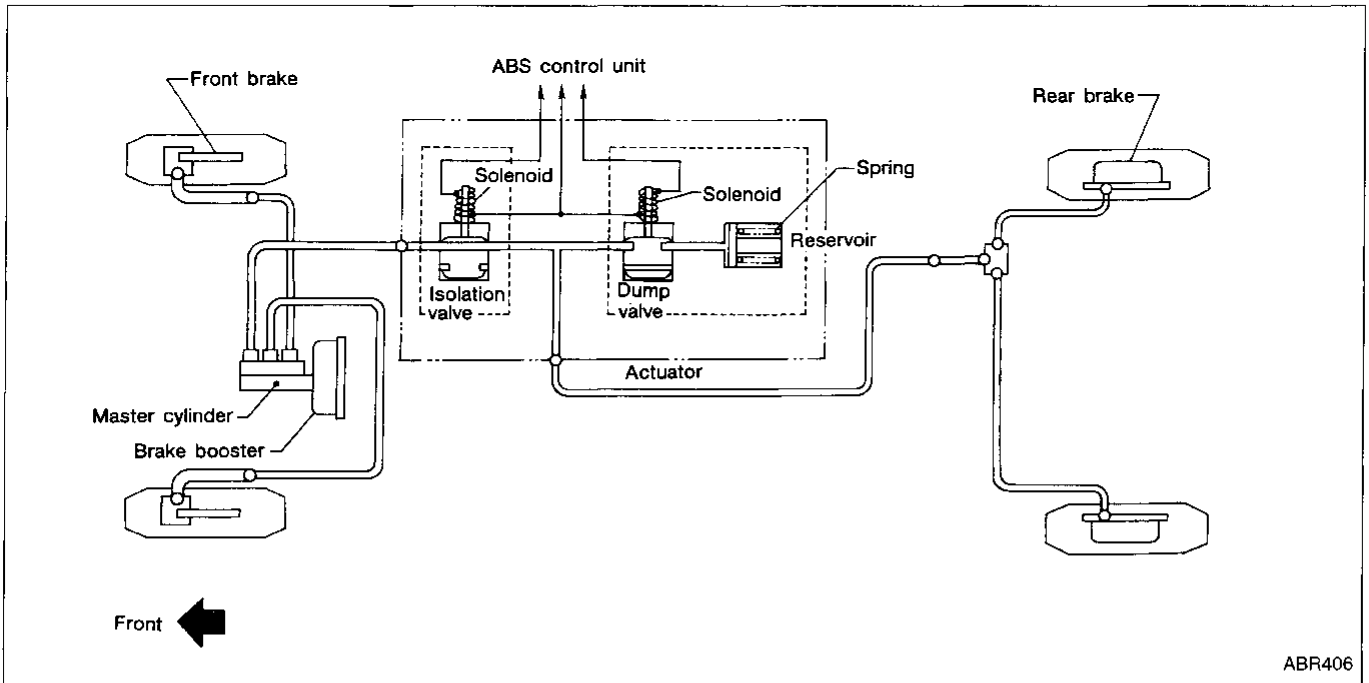 ABS control unit
Front brake
Rear brake
Solenoid
Solenoid
Spring
Reservoir
Isolation
valve
Dump
valve
Actuator
Master cylinder
Brake booster
Front
ABR406